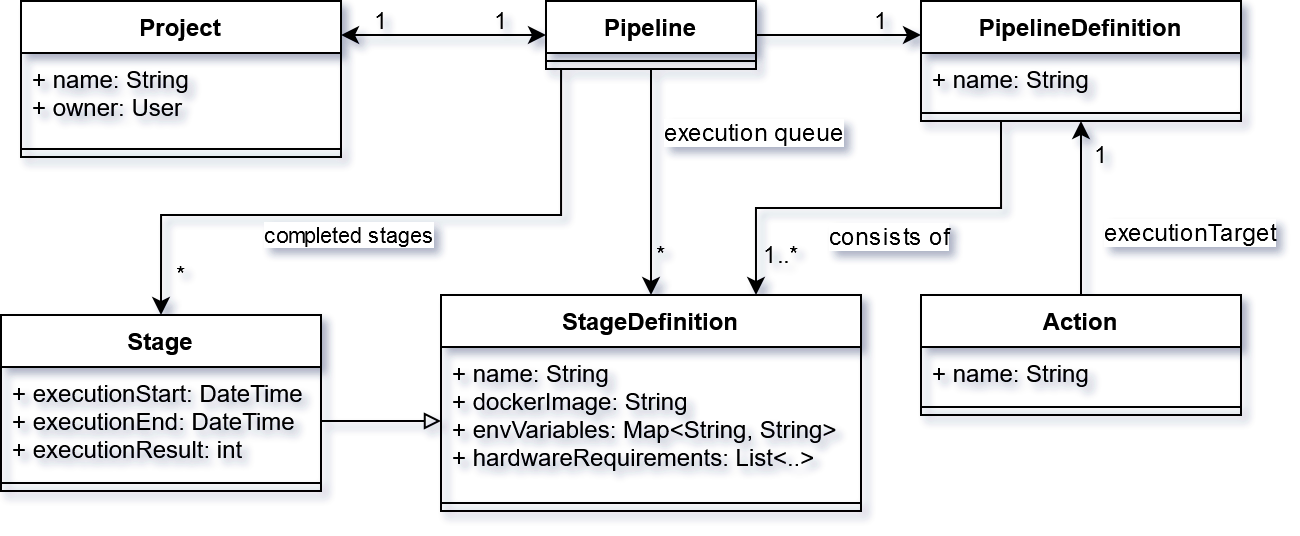 Project
+ name: String
+ owner: User
1
1
Pipeline
1
PipelineDefinition
+ name: String
execution queue
completed stages
*
*
consists of
1..*
1
executionTarget
Stage
+ executionStart: DateTime
+ executionEnd: DateTime
+ executionResult: int
StageDefinition
+ name: String
+ dockerImage: String
+ envVariables: Map<String, String>
+ hardwareRequirements: List<..>
Action
+ name: String